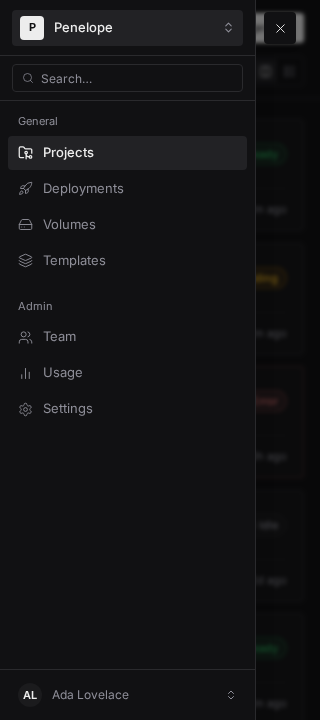 P Penelope
Search...
General
Projects
Deployments
Volumes
Templates
Admin
Team
Usage
Settings
AL Ada Lovelace